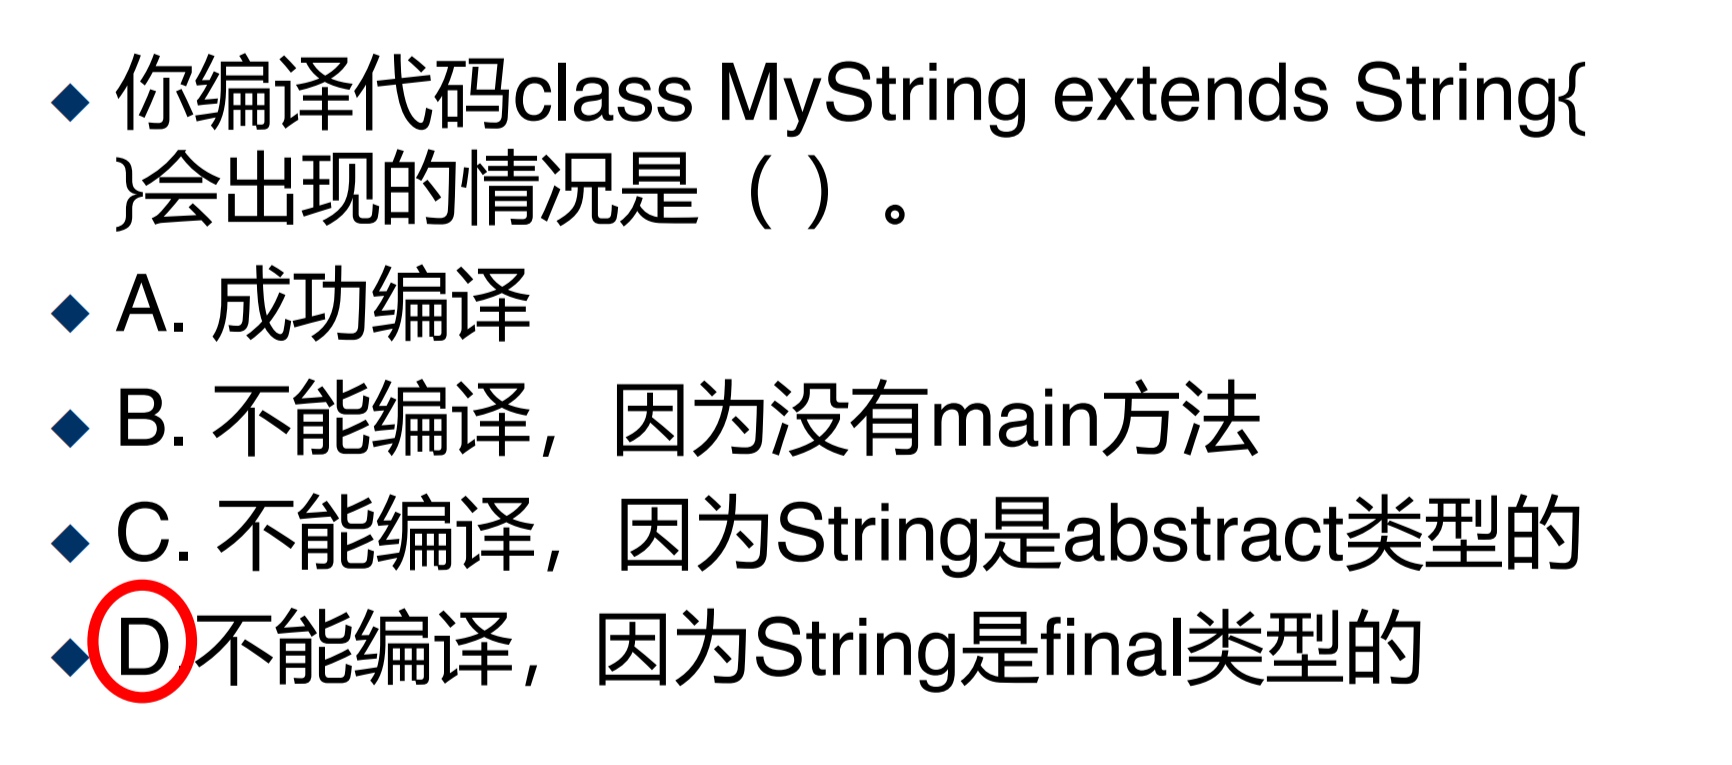 你编译代码class MyString extends String{
}会出现的情况是（ ）。
A. 成功编译
B. 不能编译，因为没有main方法
C. 不能编译，因为String是abstract类型的
D.不能编译，因为String是final类型的